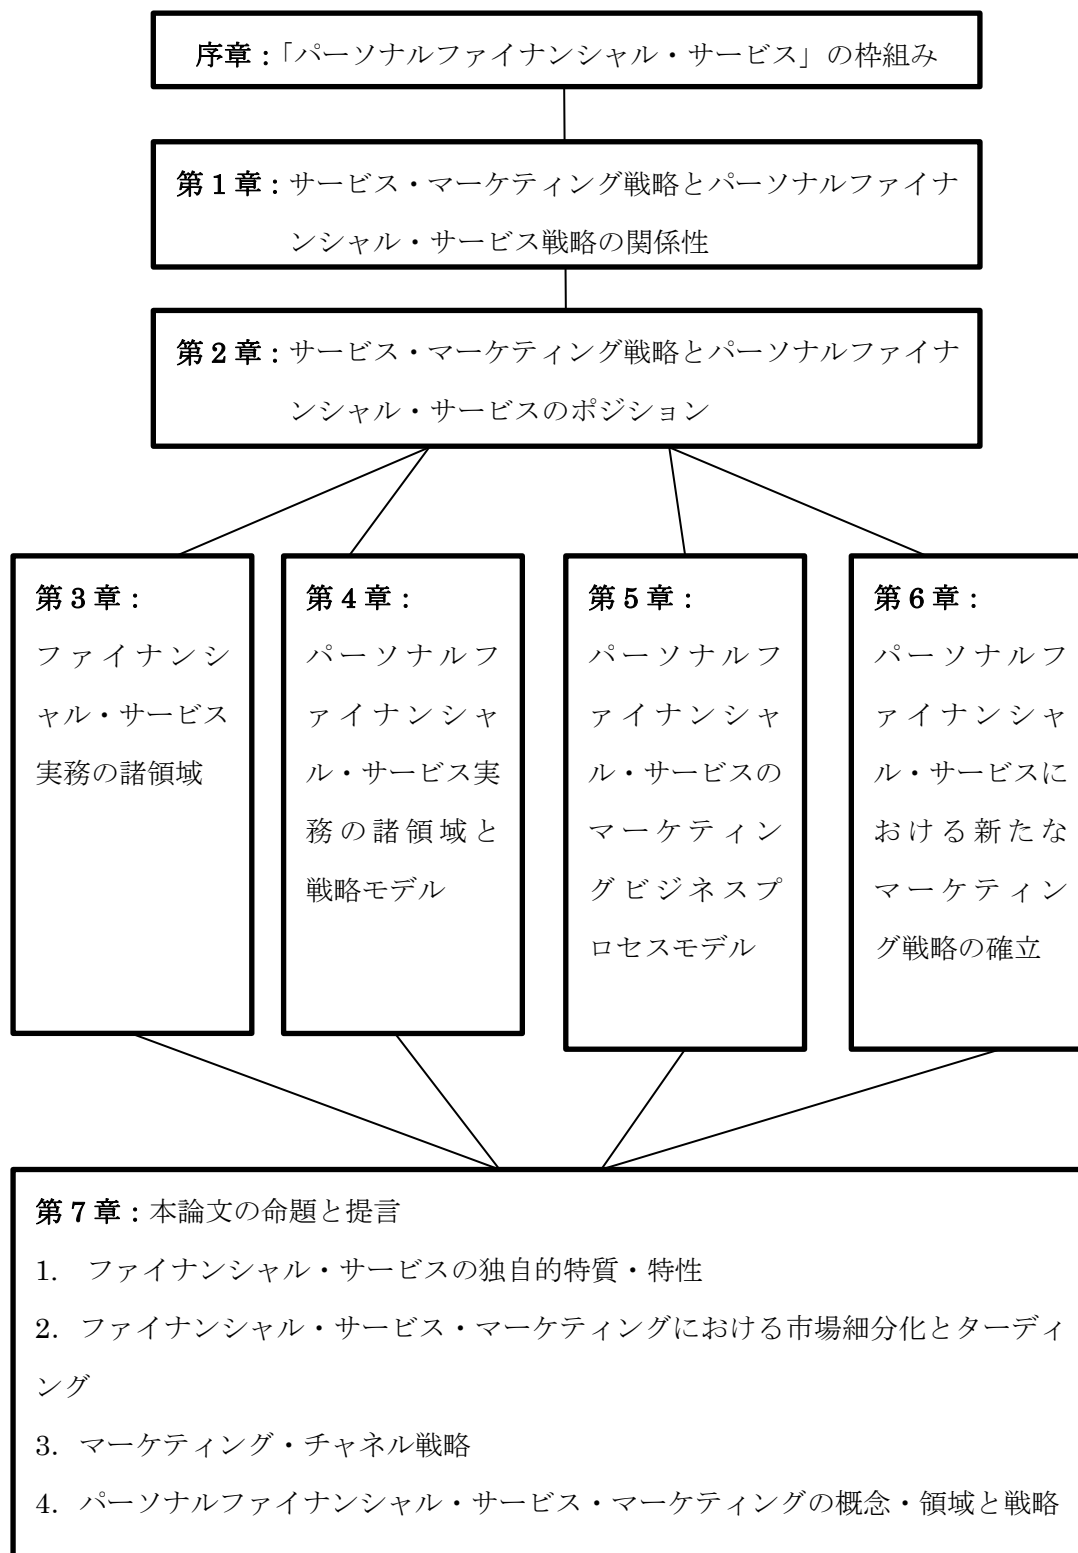 序章：「パーソナルファイナンシャル・サービス」の枠組み
第1章：サービス・マーケティング戦略とパーソナルファイナ
ンシャル・サービス戦略の関係性
第2章：サービス・マーケティング戦略とパーソナルファイナ
ンシャル・サービスのポジション
第3章：
ファイナンシ
ャル・サービス
実務の諸領域
第4章：
パーソナルフ
ァイナンシャ
ル・サービス実
務の諸領域と
戦略モデル
第5章：
パーソナルフ
ァイナンシャ
ル・サービスの
マーケティン
グビジネスプ
ロセスモデル
第6章：
パーソナルフ
ァイナンシャ
ル・サービスに
おける新たな
マーケティン
グ戦略の確立
第7章：本論文の命題と提言
1. ファイナンシャル・サービスの独自的特質・特性
2. ファイナンシャル・サービス・マーケティングにおける市場細分化とターディ
ング
3. マーケティング・チャネル戦略
4. パーソナルファイナンシャル・サービス・マーケティングの概念・領域と戦略